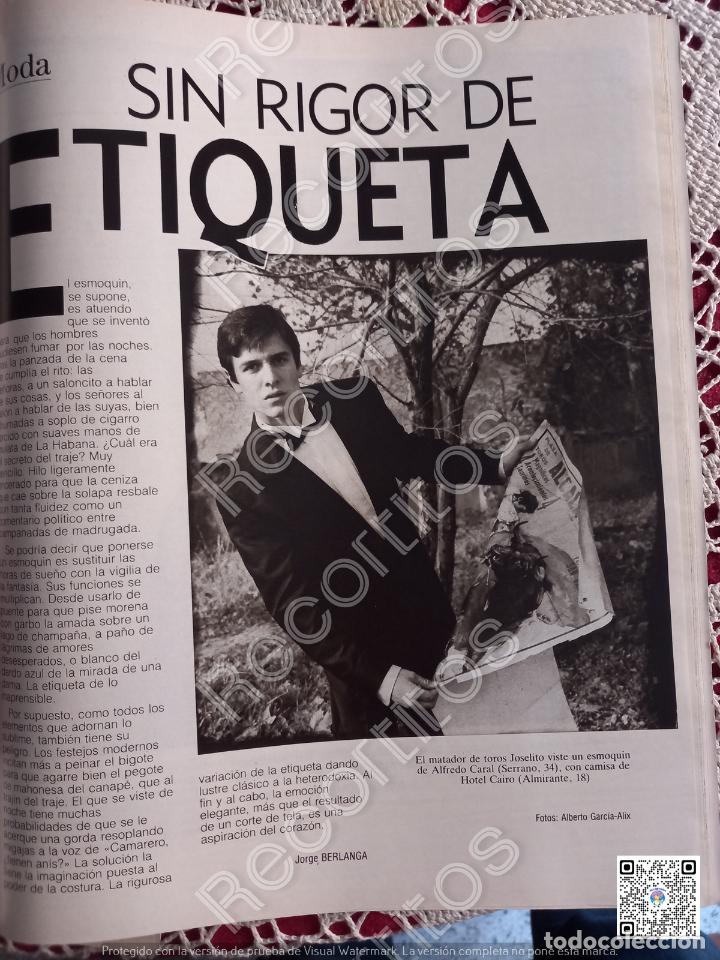 Moda
SIN RIGOR DE
ETIQUETA
El esmoquin,
se supone,
es atuendo
que se inventó
para que los hombres
pudiesen fumar por las noches.
la panzada de la cena
se cumplía el rito: las
señoras, a un saloncito a hablar
de sus cosas, y los señores al
a hablar de las suyas, bien
ahumadas a soplo de cigarro
con suaves manos de
mulata de La Habana. ¿Cuál era
el secreto del traje? Muy
sencillo. Hilo ligeramente
encerado para que la ceniza
que cae sobre la solapa resbale
con tanta fluidez como un
comentario político entre
campanadas de madrugada.
Se podría decir que ponerse
un esmoquin es sustituir las
horas de sueño con la vigilia de
la fantasía. Sus funciones se
multiplican. Desde usarlo de
puente para que pise morena
con garbo la amada sobre un
lago de champaña, a paño de
lágrimas de amores
desesperados, o blanco del
dardo azul de la mirada de una
dama. La etiqueta de lo
inaprensible.
Por supuesto, como todos los
elementos que adornan lo
sublime, también tiene su
peligro. Los festejos modernos
incitan más a peinar el bigote
para que agarre bien el pegote
de mahonesa del canapé, que al
trajín del traje. El que se viste de
noche tiene muchas
probabilidades de que se le
acerque una gorda resoplando
migajas a la voz de «Camarero,
¿tienen anís?» La solución la
tiene la imaginación puesta al
poder de la costura. La rigurosa
variación de la etiqueta dando
lustre clásico a la heterodoxia. Al
fin y al cabo, la emoción
elegante, más que el resultado
de un corte de tela, es una
aspiración del corazón.
Jorge BERLANGA
El matador de toros Joselito viste un esmoquin
de Alfredo Caral (Serrano, 34), con camisa de
Hotel Cairo (Almirante, 18)
Fotos: Alberto García-Alix
Recortitos
todocoleccion
Protegido con la versión de prueba de Visual Watermark. La versión completa no pone esta marca.